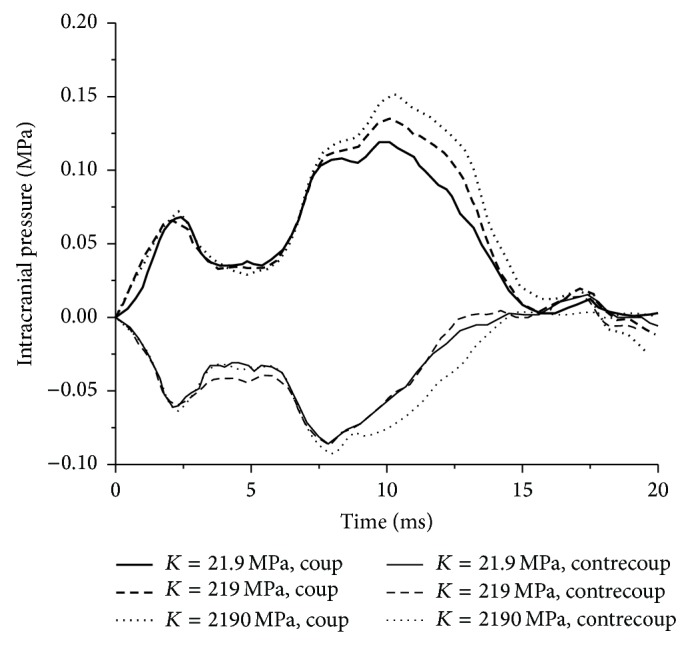 0.20
0.15
0.10
0.05
0.00
−0.05
−0.10
Intracranial pressure (MPa)
0 5 10 15 20
Time (ms)
K = 21.9 MPa, coup
K = 219 MPa, coup
K = 2190 MPa, coup
K = 21.9 MPa, contrecoup
K = 219 MPa, contrecoup
K = 2190 MPa, contrecoup